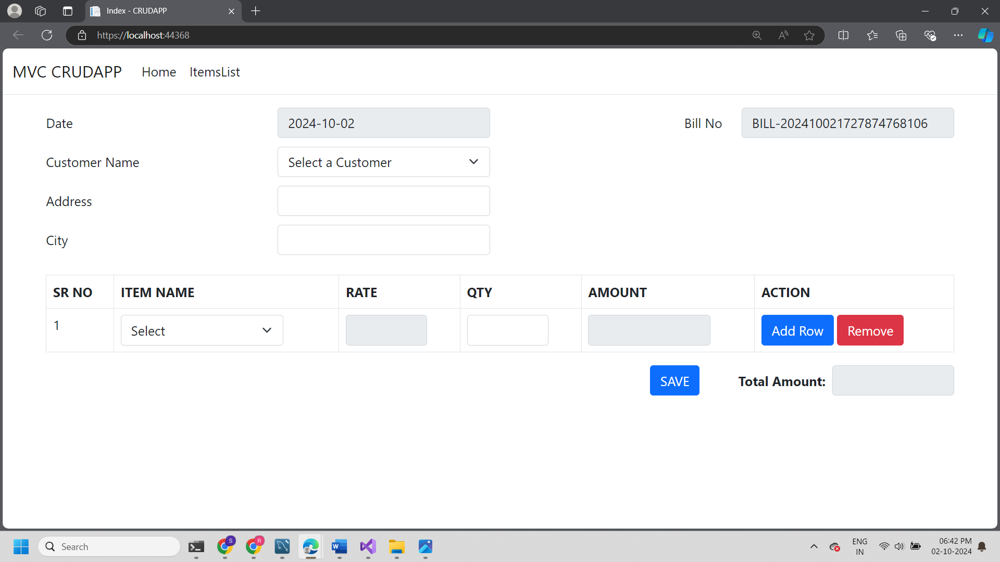 Index - CRUDAPP
https://localhost:44368
MVC CRUDAPP Home ItemsList
Date 2024-10-02 Bill No BILL-202410021727874768106
Customer Name Select a Customer
Address
City
SR NO ITEM NAME RATE QTY AMOUNT ACTION
1 Select Add Row Remove
SAVE Total Amount:
Search
S
R
W
ENG
IN
06:42 PM
02-10-2024